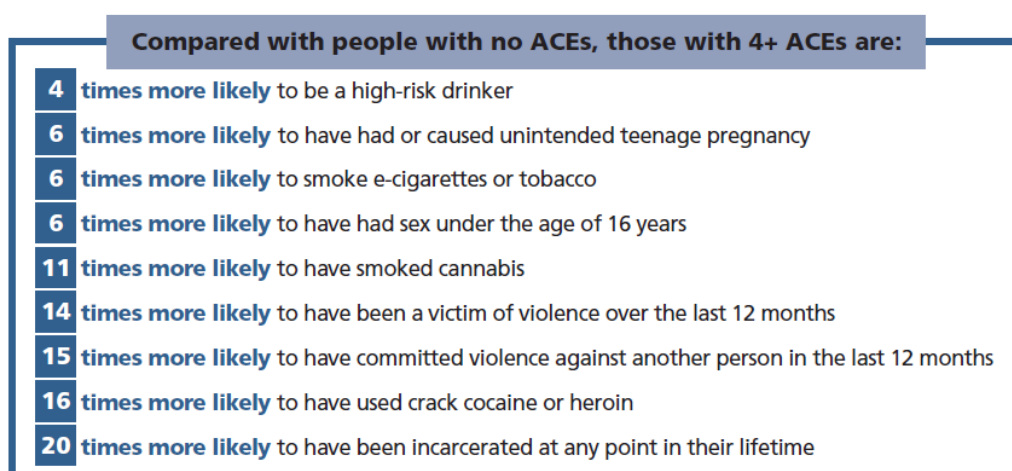 Compared with people with no ACEs, those with 4+ ACEs are:
4 times more likely to be a high-risk drinker
6 times more likely to have had or caused unintended teenage pregnancy
6 times more likely to smoke e-cigarettes or tobacco
6 times more likely to have had sex under the age of 16 years
11 times more likely to have smoked cannabis
14 times more likely to have been a victim of violence over the last 12 months
15 times more likely to have committed violence against another person in the last 12 months
16 times more likely to have used crack cocaine or heroin
20 times more likely to have been incarcerated at any point in their lifetime